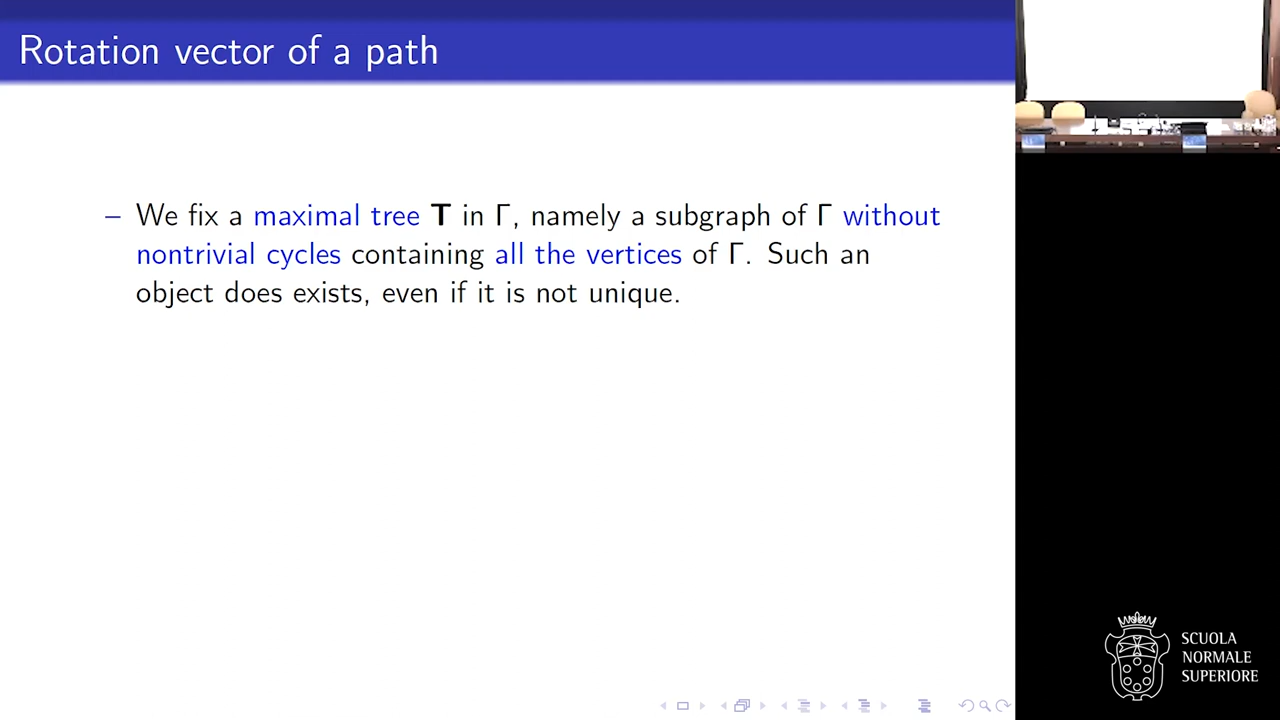 Rotation vector of a path
– We fix a maximal tree T in Γ, namely a subgraph of Γ without
nontrivial cycles containing all the vertices of Γ. Such an
object does exists, even if it is not unique.
SCUOLA
NORMALE
SUPERIORE